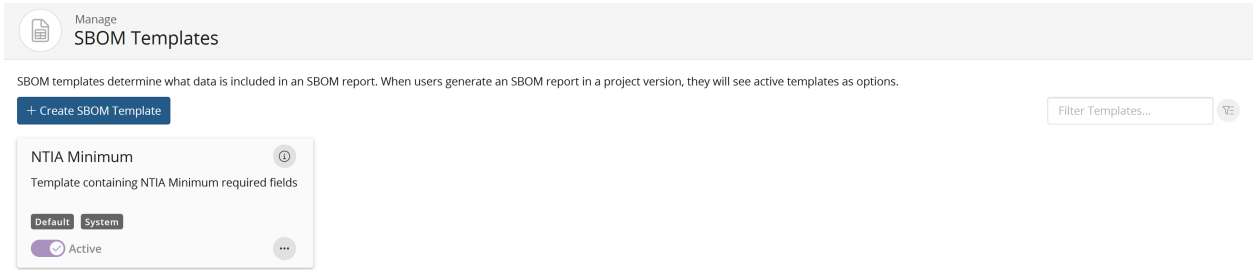 Manage
SBOM Templates
SBOM templates determine what data is included in an SBOM report. When users generate an SBOM report in a project version, they will see active templates as options.
+ Create SBOM Template
Filter Templates...
NTIA Minimum
Template containing NTIA Minimum required fields
Default System
Active